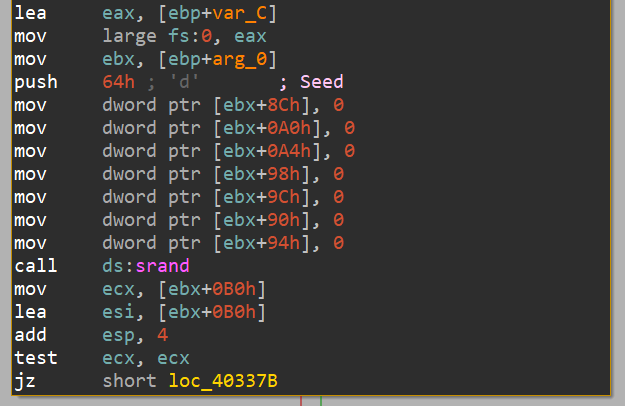 lea     eax, [ebp+var_C]
mov     large fs:0, eax
mov     ebx, [ebp+arg_0]
push    64h ; 'd'       ; Seed
mov     dword ptr [ebx+8Ch], 0
mov     dword ptr [ebx+0A0h], 0
mov     dword ptr [ebx+0A4h], 0
mov     dword ptr [ebx+98h], 0
mov     dword ptr [ebx+9Ch], 0
mov     dword ptr [ebx+90h], 0
mov     dword ptr [ebx+94h], 0
call    ds:srand
mov     ecx, [ebx+0B0h]
lea     esi, [ebx+0B0h]
add     esp, 4
test    ecx, ecx
jz      short loc_40337B